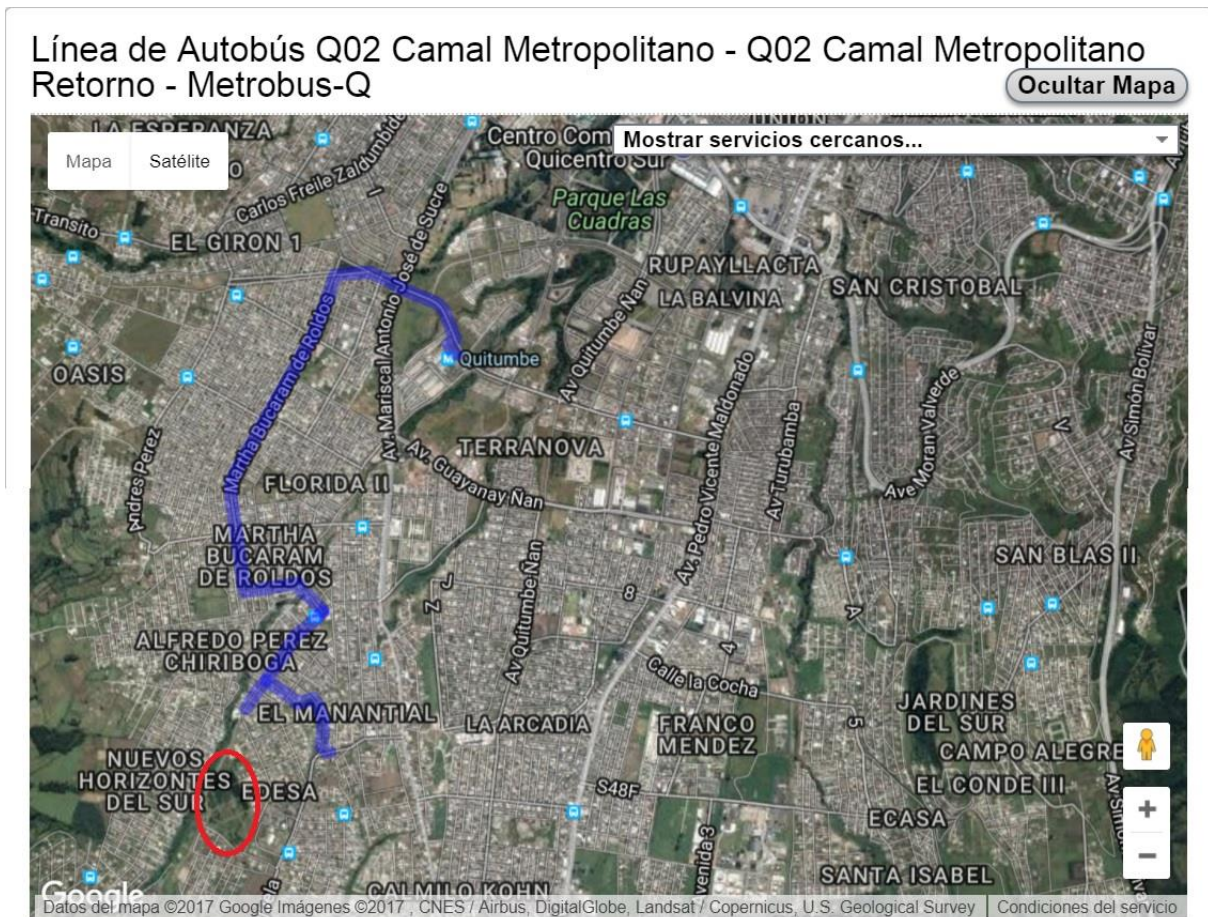 Línea de Autobús Q02 Camal Metropolitano - Q02 Camal Metropolitano
Retorno - Metrobus-Q
Ocultar Mapa
LA ESPERANZA
Centro Com
Mostrar servicios cercanos...
Quicentro Sur
Mapa
Satélite
Carlos Freile Zaldumbide
Parque Las
Cuadras
Transíto
EL GIRON 1
Av. Mariscal Antonio José de Sucre
RUPAYLLACTA
LA BALVINA
SAN CRISTOBAL
Martha Bucaram de Roldos
Quitumbe
Av Quitumbe Ñan
OASIS
Av Simón Bolivar
Av. Pedro Vicente Maldonado
Ave Moran Valverde
V
TERRANOVA
Av Turubamba
Andres Perez
FLORIDA II
Av. Guayanay Ñan
MARTHA
BUCARAM
DE ROLDOS
SAN BLAS II
J
Z
8
A
Av Quitumbe Ñan
4
ALFREDO PEREZ
CHIRIBOGA
Calle la Cocha
5
EL MANANTIAL
LA ARCADIA
FRANCO
MENDEZ
JARDINES
DEL SUR
NUEVOS
HORIZONTES
DEL SUR
EDESA
CAMPO ALEGRE
EL CONDE III
S48F
ECASA
SANTA ISABEL
Google
CALMILO KOHN
Datos del mapa ©2017 Google Imágenes ©2017 , CNES / Airbus, DigitalGlobe, Landsat / Copernicus, U.S. Geological Survey
Condiciones del servicio